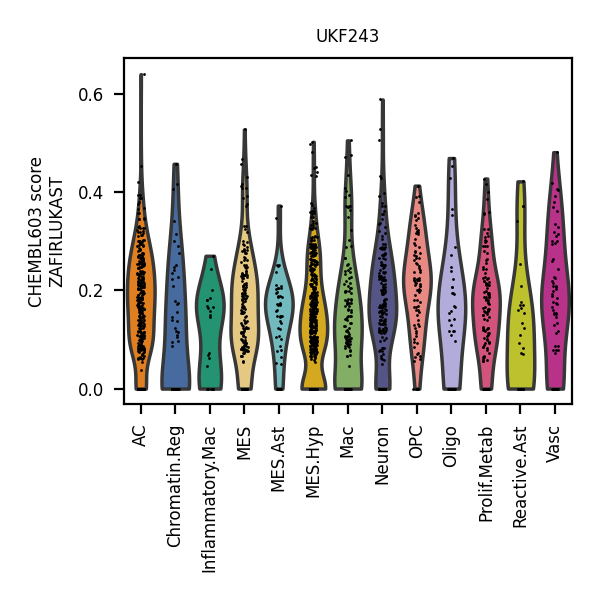 UKF243
CHEMBL603 score
ZAFIRLUKAST
0.6
0.4
0.2
0.0
AC
Chromatin.Reg
Inflammatory.Mac
MES
MES.Ast
MES.Hyp
Mac
Neuron
OPC
Oligo
Prolif.Metab
Reactive.Ast
Vasc